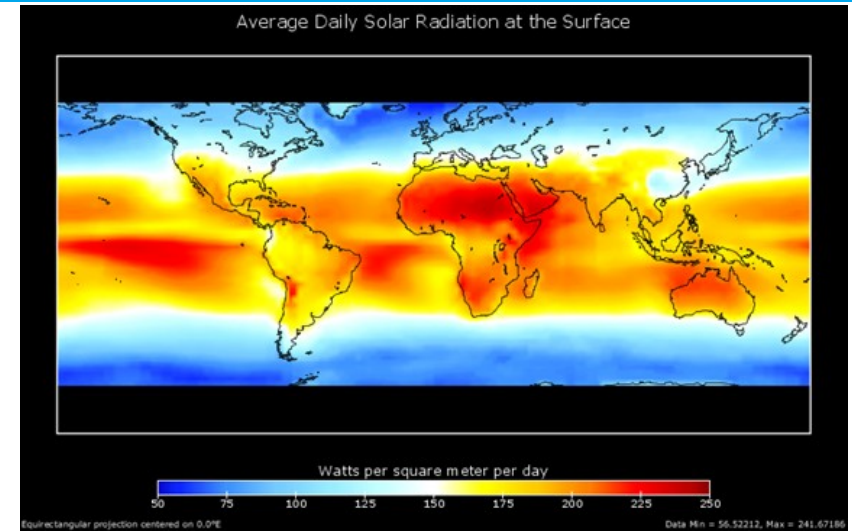 Average Daily Solar Radiation at the Surface
Watts per square meter per day
50 75 100 125 150 175 200 225 250
Equirectangular projection centered on 0.0°E
Data Min = 56.52212, Max = 241.67186